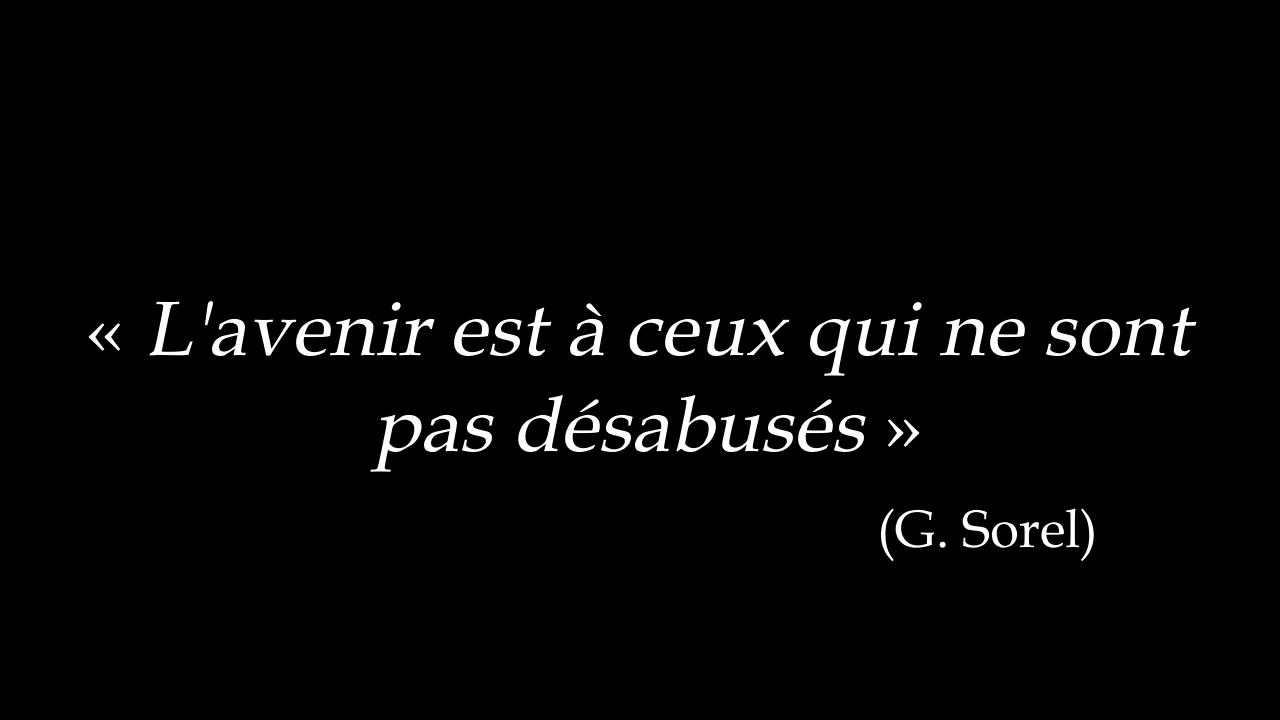 « L'avenir est à ceux qui ne sont
pas désabusés »
(G. Sorel)